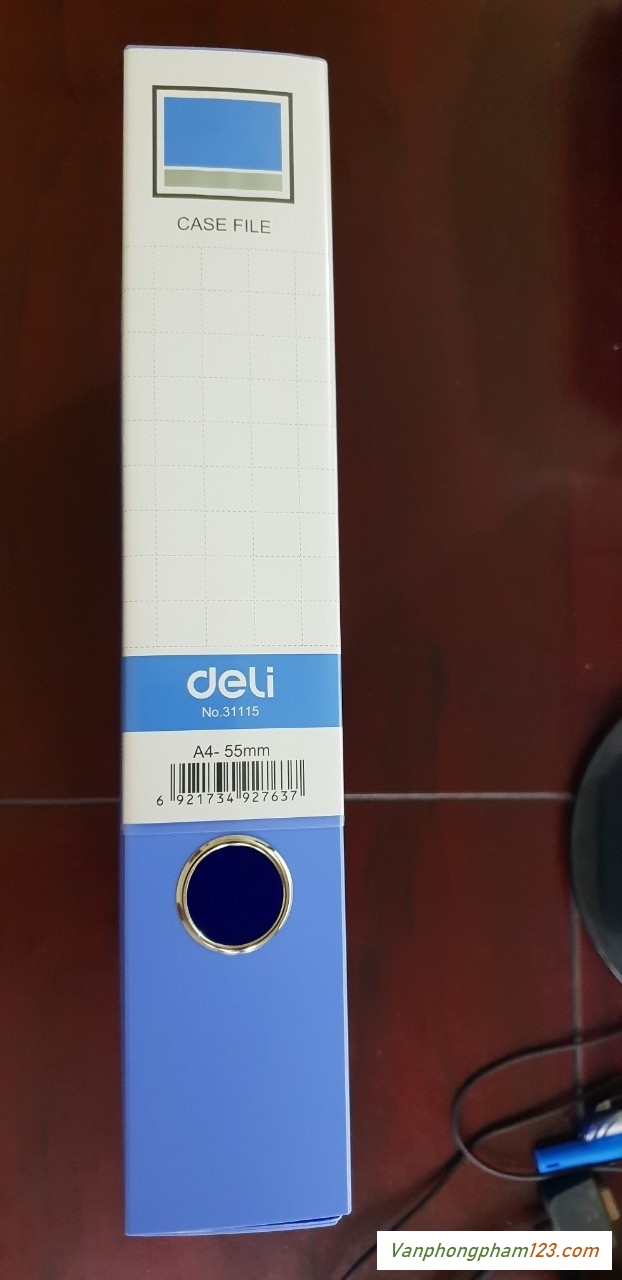 CASE FILE
deli
No.31115
A4- 55mm
6 921734 927637
Vanphongpham123.com